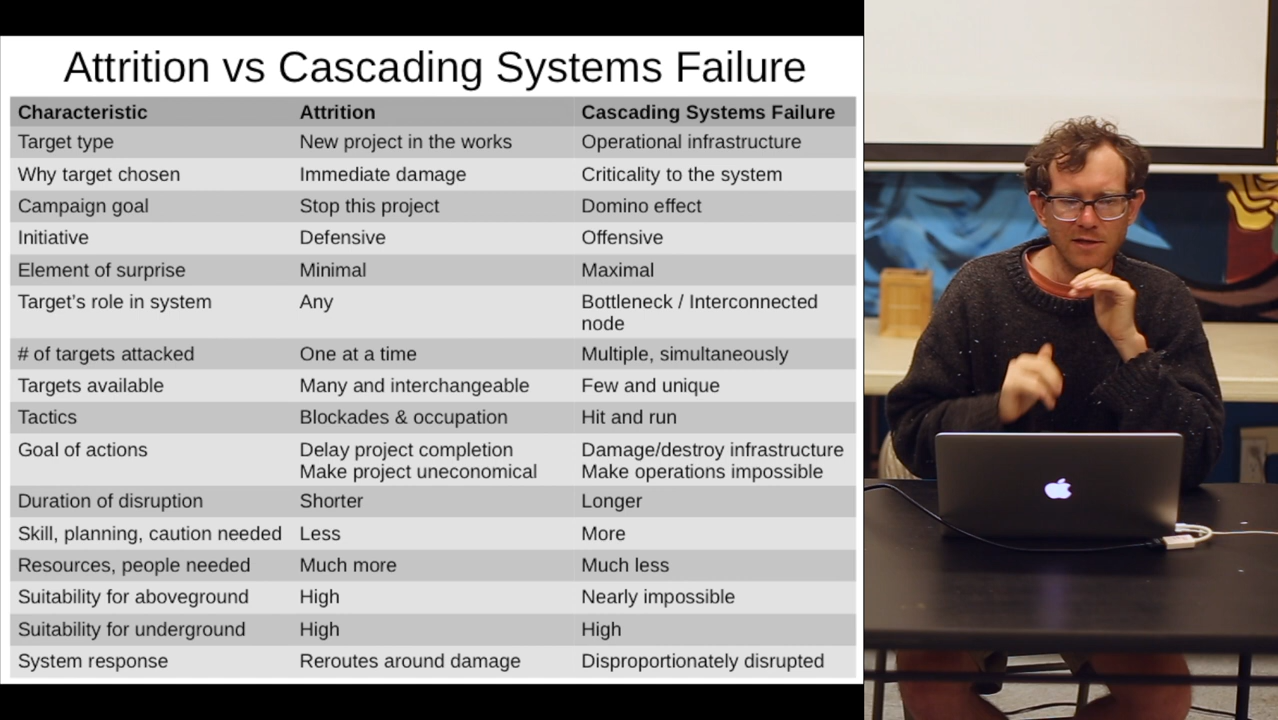 Attrition vs Cascading Systems Failure
Characteristic Attrition Cascading Systems Failure
Target type New project in the works Operational infrastructure
Why target chosen Immediate damage Criticality to the system
Campaign goal Stop this project Domino effect
Initiative Defensive Offensive
Element of surprise Minimal Maximal
Target's role in system Any Bottleneck / Interconnected
node
# of targets attacked One at a time Multiple, simultaneously
Targets available Many and interchangeable Few and unique
Tactics Blockades & occupation Hit and run
Goal of actions Delay project completion Damage/destroy infrastructure
Make project uneconomical Make operations impossible
Duration of disruption Shorter Longer
Skill, planning, caution needed Less More
Resources, people needed Much more Much less
Suitability for aboveground High Nearly impossible
Suitability for underground High High
System response Reroutes around damage Disproportionately disrupted